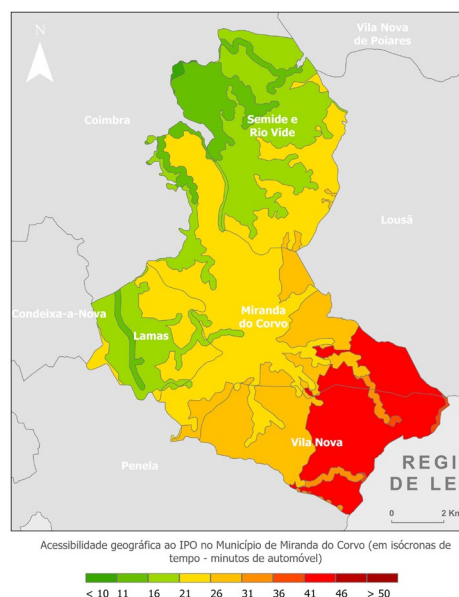 N
Vila Nova
de Poiares
Coimbra
Semide e
Rio Vide
Lousã
Condeixa-a-Nova
Miranda
do Corvo
Lamas
Vila Nova
Penela
REGI
DE LE
0 2 Km
Acessibilidade geográfica ao IPO no Município de Miranda do Corvo (em isócronas de
tempo - minutos de automóvel)
< 10 11 16 21 26 31 36 41 46 > 50